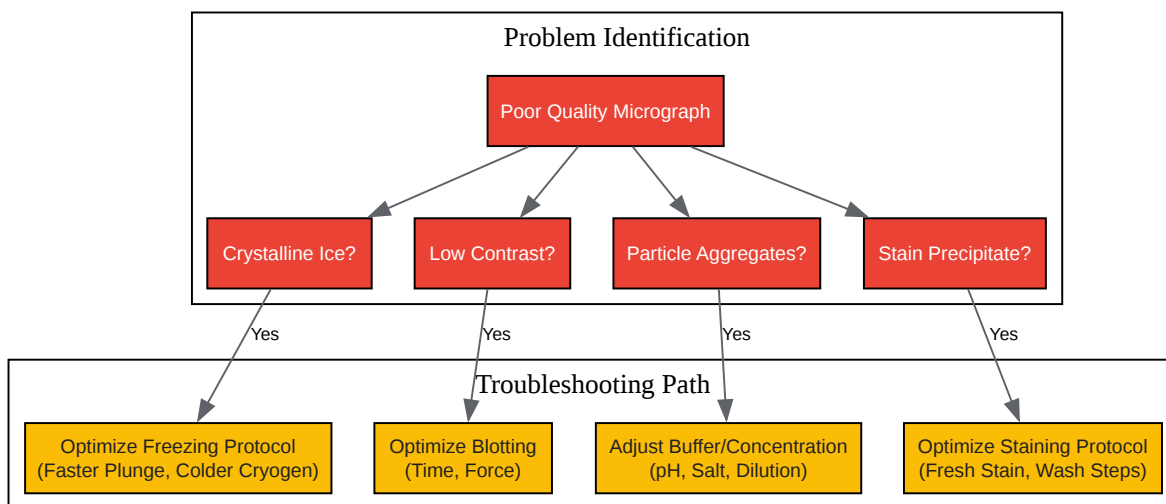 Problem Identification
Poor Quality Micrograph
Crystalline Ice?
Low Contrast?
Particle Aggregates?
Stain Precipitate?
Yes
Yes
Yes
Yes
Troubleshooting Path
Optimize Freezing Protocol
(Faster Plunge, Colder Cryogen)
Optimize Blotting
(Time, Force)
Adjust Buffer/Concentration
(pH, Salt, Dilution)
Optimize Staining Protocol
(Fresh Stain, Wash Steps)